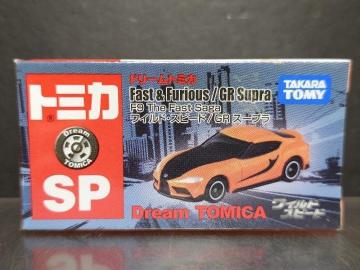 トミカ
Dream
TOMICA
SP
ドリームトミカ
Fast & Furious / GR Supra
F9 The Fast Saga
ワイルド・スピード / GR スープラ
TAKARA
TOMY
Dream TOMICA
ワイルド
スピード